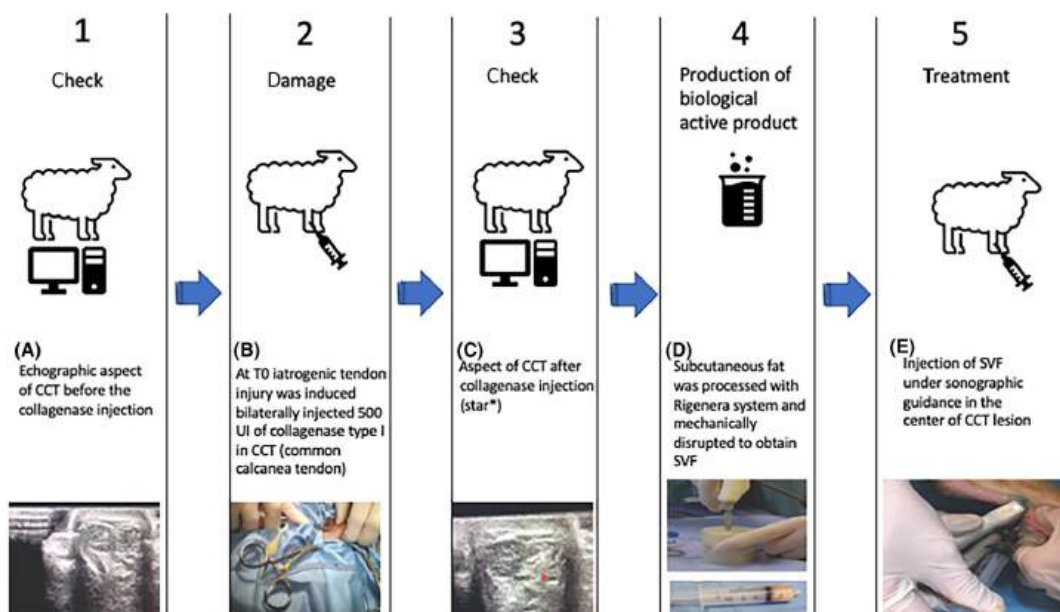 1
Check
(A)
Echographic aspect
of CCT before the
collagenase injection
2
Damage
(B)
At T0 iatrogenic tendon
injury was induced
bilaterally injected 500
UI of collagenase type I
in CCT (common
calcanea tendon)
3
Check
(C)
Aspect of CCT after
collagenase injection
(star*)
4
Production of
biological
active product
(D)
Subcutaneous fat
was processed with
Rigenera system and
mechanically
disrupted to obtain
SVF
5
Treatment
(E)
Injection of SVF
under sonographic
guidance in the
center of CCT lesion